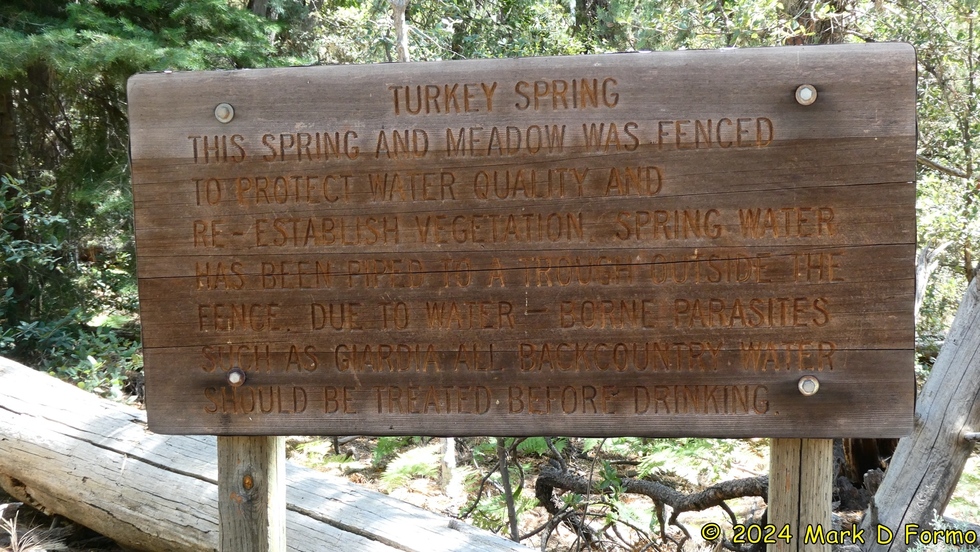 TURKEY SPRING
THIS SPRING AND MEADOW WAS FENCED
TO PROTECT WATER QUALITY AND
RE-ESTABLISH VEGETATION. SPRING WATER
HAS BEEN PIPED TO A TROUGH OUTSIDE THE
FENCE. DUE TO WATER-BORNE PARASITES
SUCH AS GIARDIA ALL BACKCOUNTRY WATER
SHOULD BE TREATED BEFORE DRINKING.
© 2024 Mark D Forma